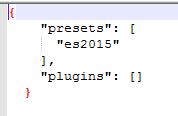 {
"presets": [
"es2015"
],
"plugins": []
}